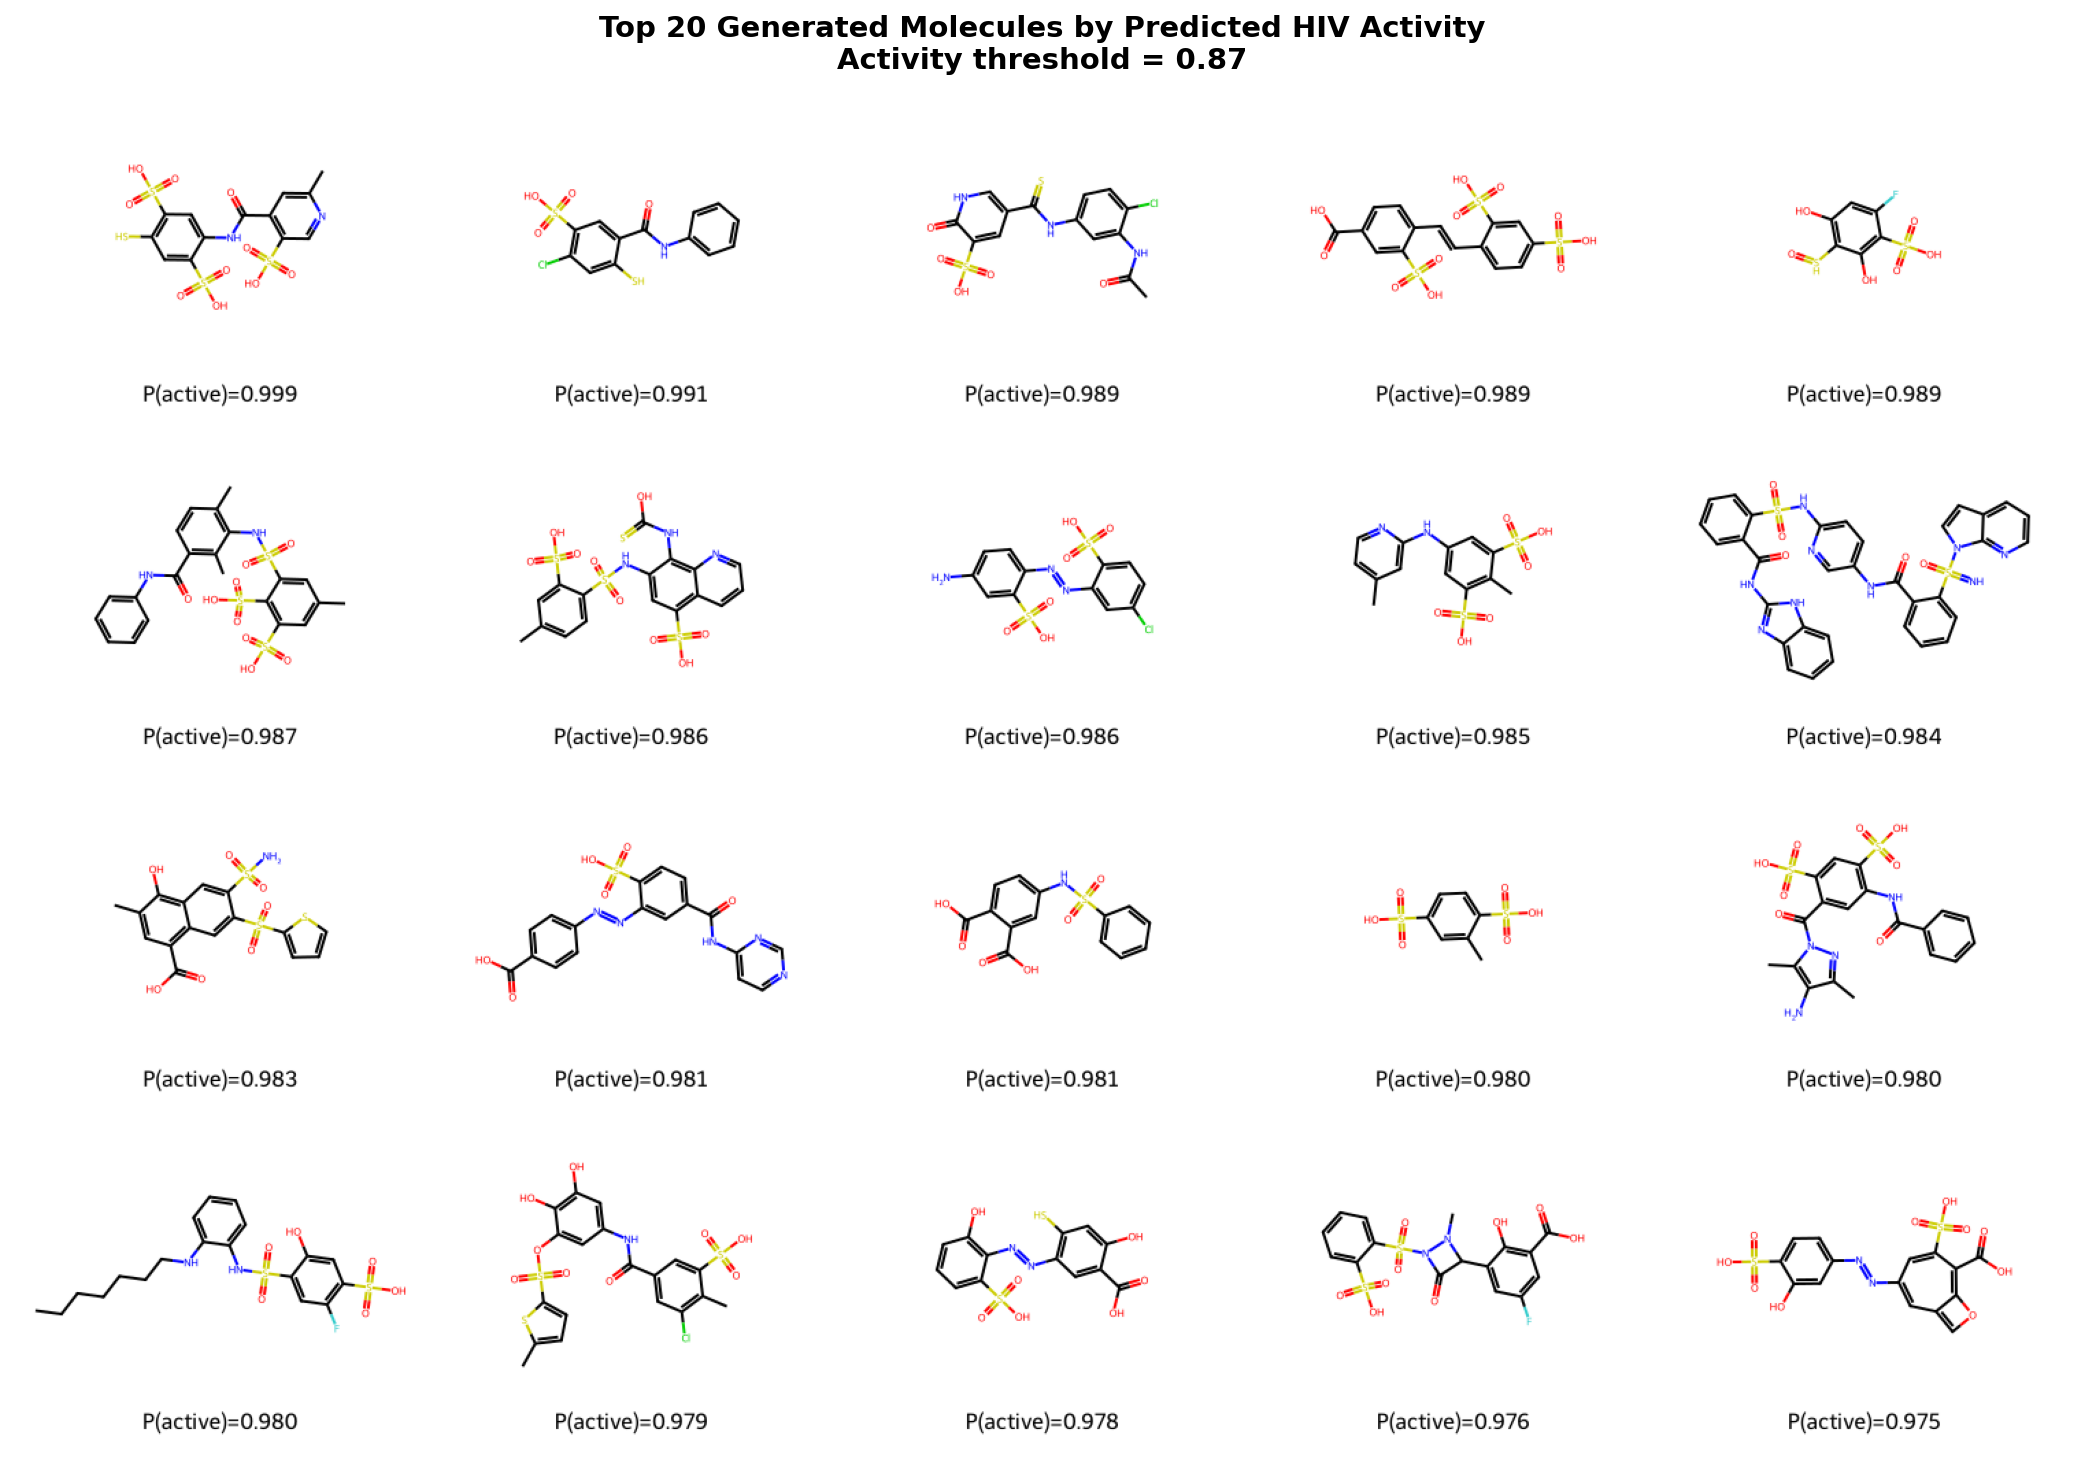 Top 20 Generated Molecules by Predicted HIV Activity
Activity threshold = 0.87
P(active)=0.999
P(active)=0.991
P(active)=0.989
P(active)=0.989
P(active)=0.989
P(active)=0.987
P(active)=0.986
P(active)=0.986
P(active)=0.985
P(active)=0.984
P(active)=0.983
P(active)=0.981
P(active)=0.981
P(active)=0.980
P(active)=0.980
P(active)=0.980
P(active)=0.979
P(active)=0.978
P(active)=0.976
P(active)=0.975